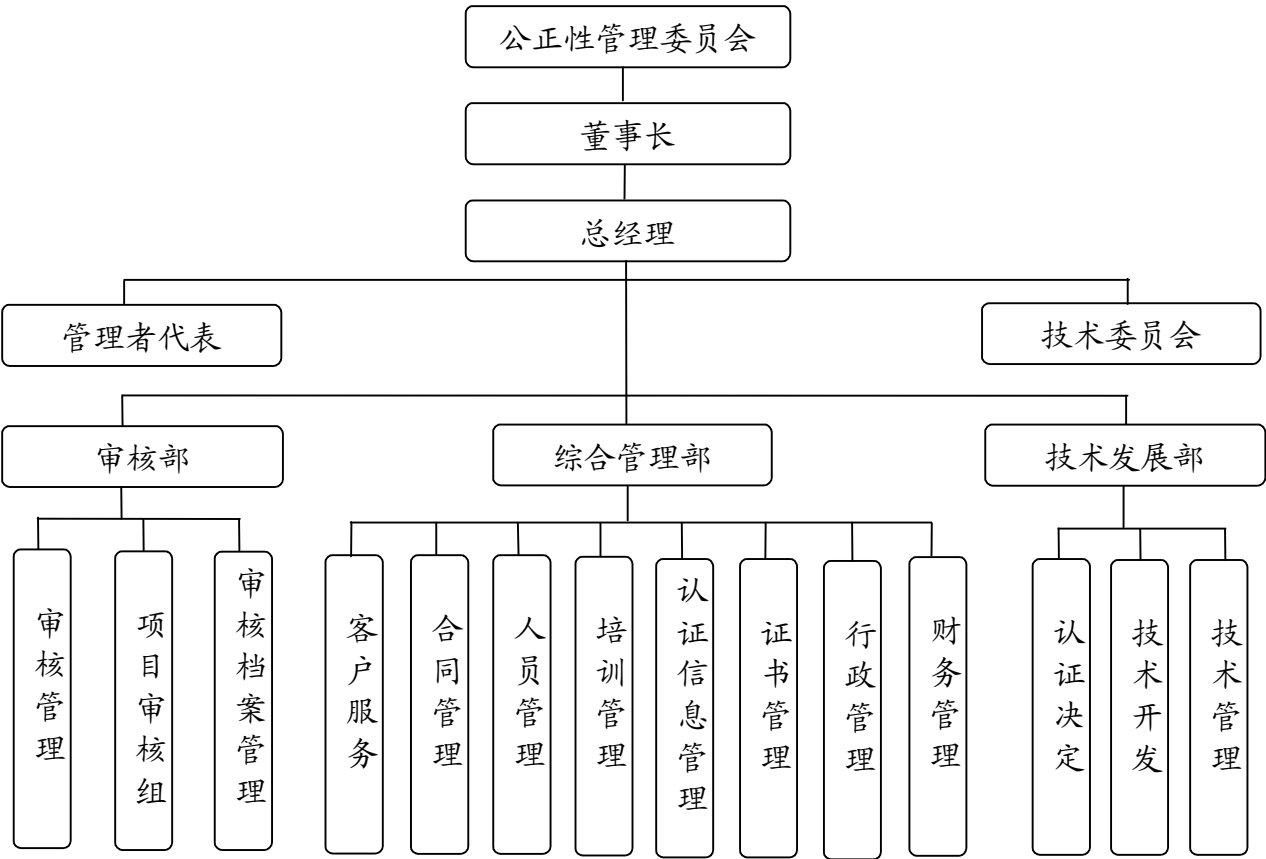 公正性管理委员会
董事长
总经理
管理者代表
技术委员会
审核部
综合管理部
技术发展部
审核管理
项目审核组
审核档案管理
客户服务
合同管理
人员管理
培训管理
认证信息管理
证书管理
行政管理
财务管理
认证决定
技术开发
技术管理